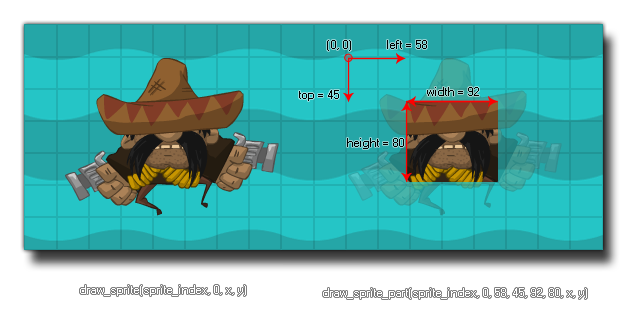 (0, 0)
left = 58
top = 45
width = 92
height = 80
draw_sprite(sprite_index, 0, x, y)
draw_sprite_part(sprite_index, 0, 58, 45, 92, 80, x, y)